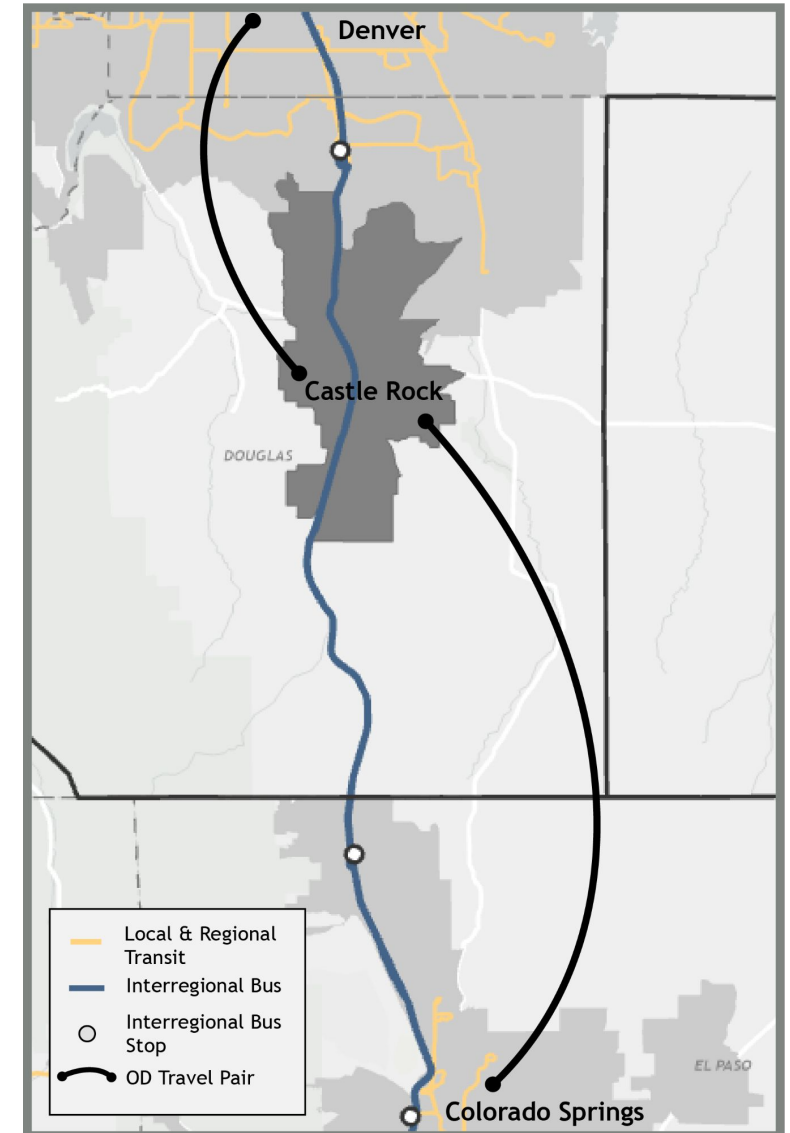 Denver
Castle Rock
DOUGLAS
Local & Regional
Transit
Interregional Bus
Interregional Bus
Stop
OD Travel Pair
EL PASO
Colorado Springs